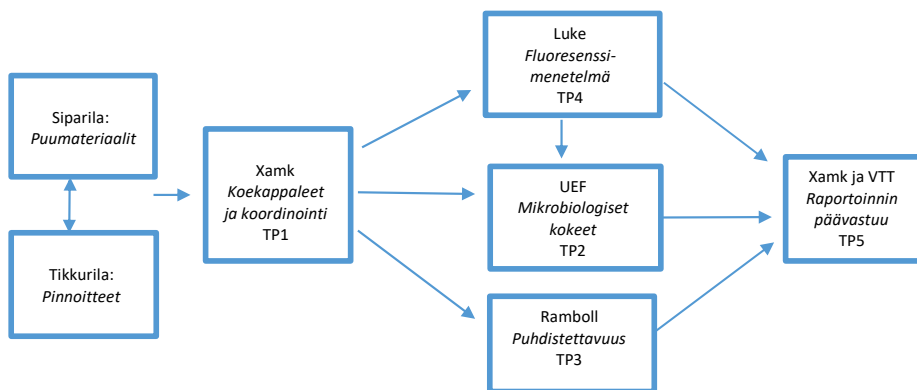 Siparila:
Puumateriaalit
Tikkurila:
Pinnoitteet
Xamk
Koekappaleet
ja koordinointi
TP1
Luke
Fluoresenssi-
menetelmä
TP4
UEF
Mikrobiologiset
kokeet
TP2
Ramboll
Puhdistettavuus
TP3
Xamk ja VTT
Raportoinnin
päävastuu
TP5